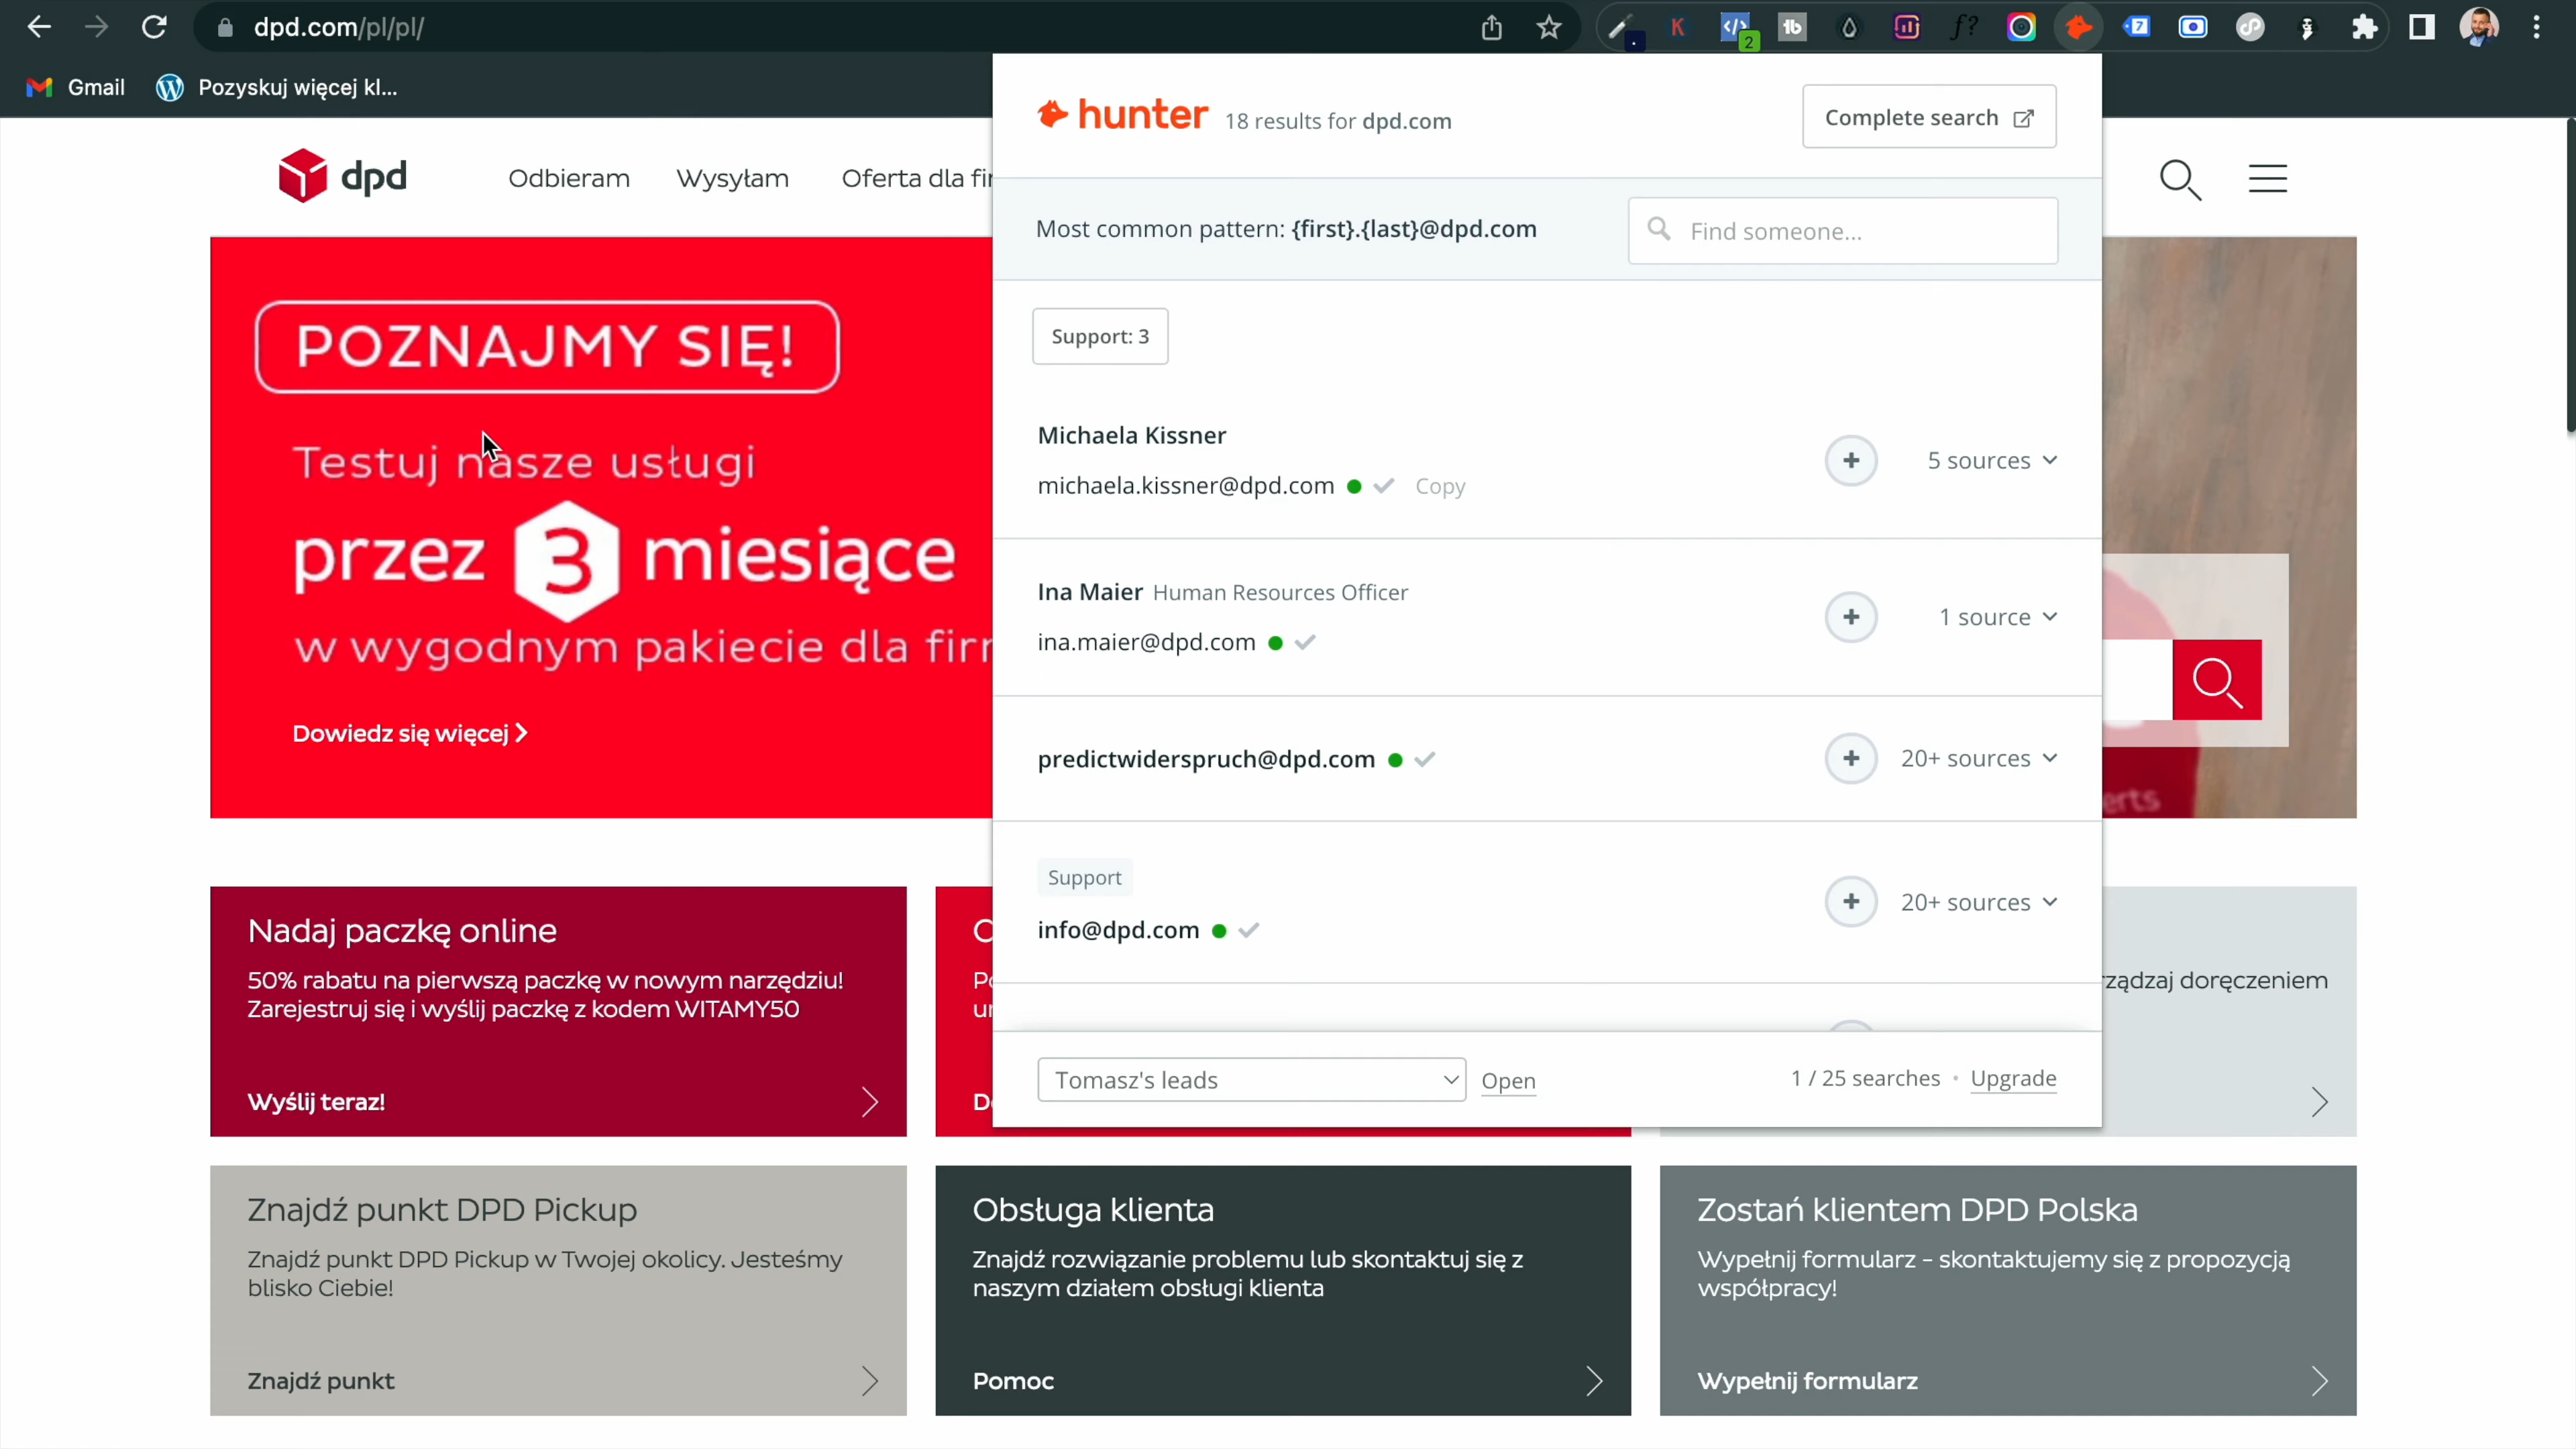 dpd.com/pl/pl/
2
7
Gmail
Pozyskuj więcej kl...
dpd
Odbieram
Wysyłam
Oferta dla fir
POZNAJMY SIĘ!
Testuj nasze usługi
przez 3 miesiące
w wygodnym pakiecie dla firm
Dowiedz się więcej
hunter
18 results for dpd.com
Complete search
Most common pattern: {first}.{last}@dpd.com
Find someone...
Support: 3
Michaela Kissner
michaela.kissner@dpd.com
Copy
5 sources
Ina Maier Human Resources Officer
ina.maier@dpd.com
1 source
predictwiderspruch@dpd.com
20+ sources
Support
info@dpd.com
20+ sources
Tomasz's leads
Open
1 / 25 searches • Upgrade
erts
Nadaj paczkę online
50% rabatu na pierwszą paczkę w nowym narzędziu!
Zarejestruj się i wyślij paczkę z kodem WITAMY50
Wyślij teraz!
rządzaj doręczeniem
Znajdź punkt DPD Pickup
Znajdź punkt DPD Pickup w Twojej okolicy. Jesteśmy
blisko Ciebie!
Znajdź punkt
Obsługa klienta
Znajdź rozwiązanie problemu lub skontaktuj się z
naszym działem obsługi klienta
Pomoc
Zostań klientem DPD Polska
Wypełnij formularz – skontaktujemy się z propozycją
współpracy!
Wypełnij formularz